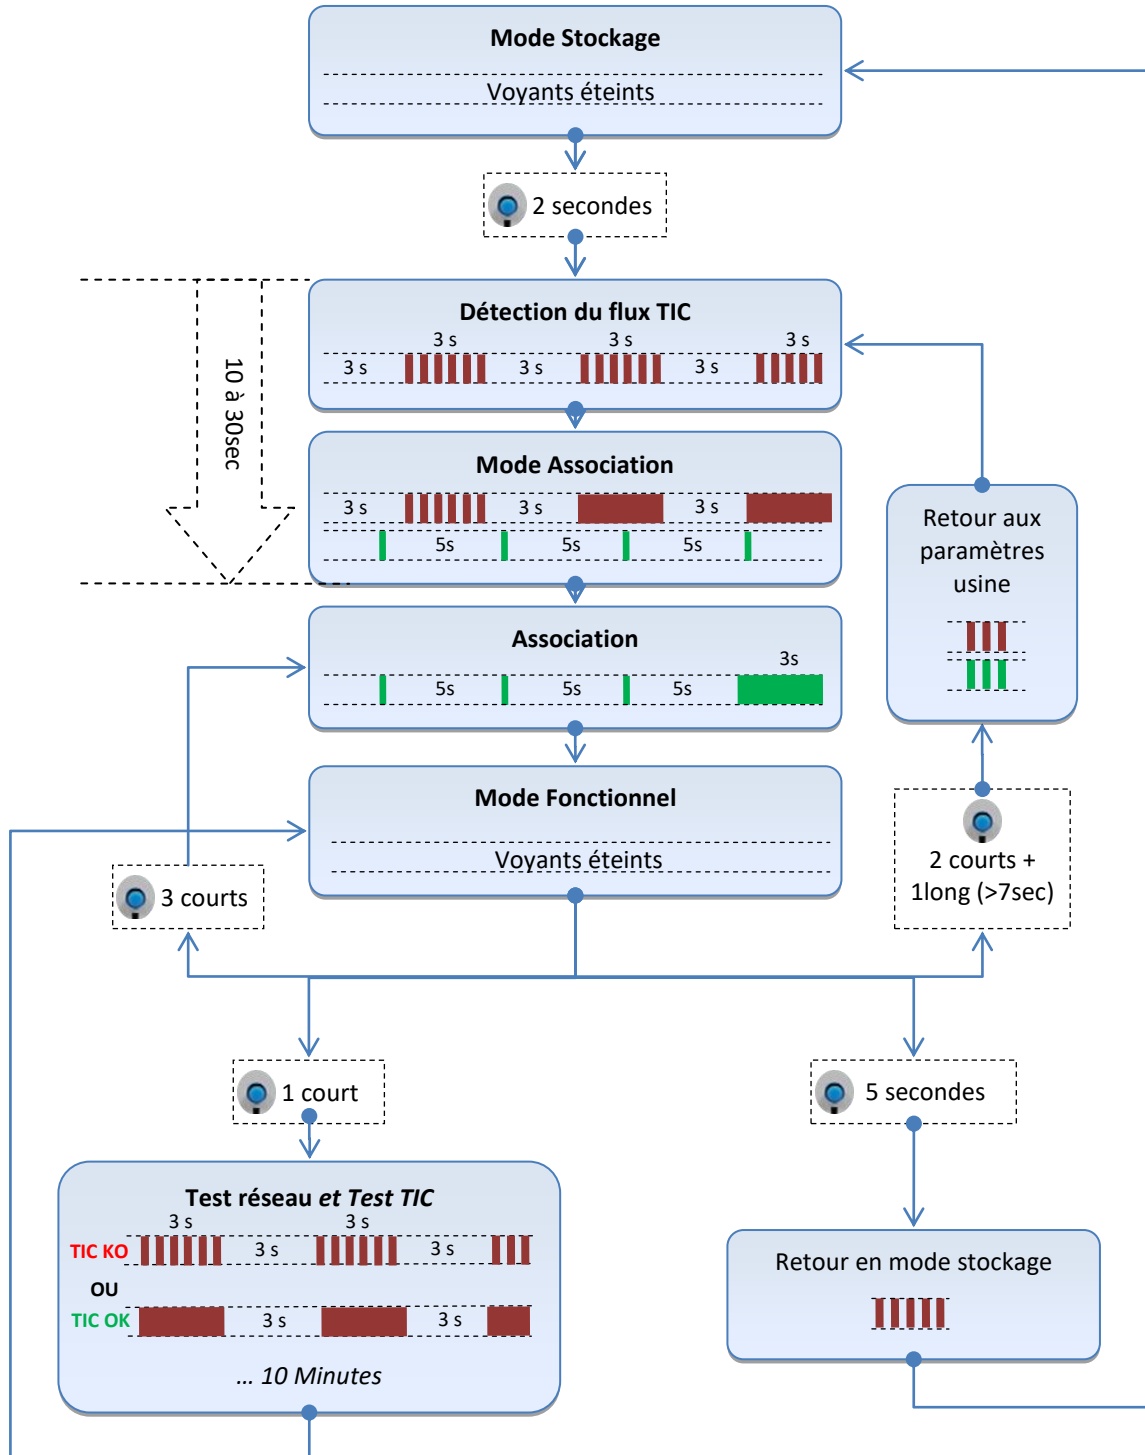 Mode Stockage
Voyants éteints
2 secondes
Détection du flux TIC
3 s 3 s 3 s
3 s 3 s 3 s
10 à 30sec
Mode Association
3 s 3 s 3 s
5s 5s 5s
Retour aux
paramètres
usine
Association
3s
5s 5s 5s
Mode Fonctionnel
Voyants éteints
3 courts
2 courts +
1long (>7sec)
1 court
5 secondes
Test réseau et Test TIC
3 s 3 s
TIC KO 3 s 3 s
OU
TIC OK 3 s 3 s
... 10 Minutes
Retour en mode stockage